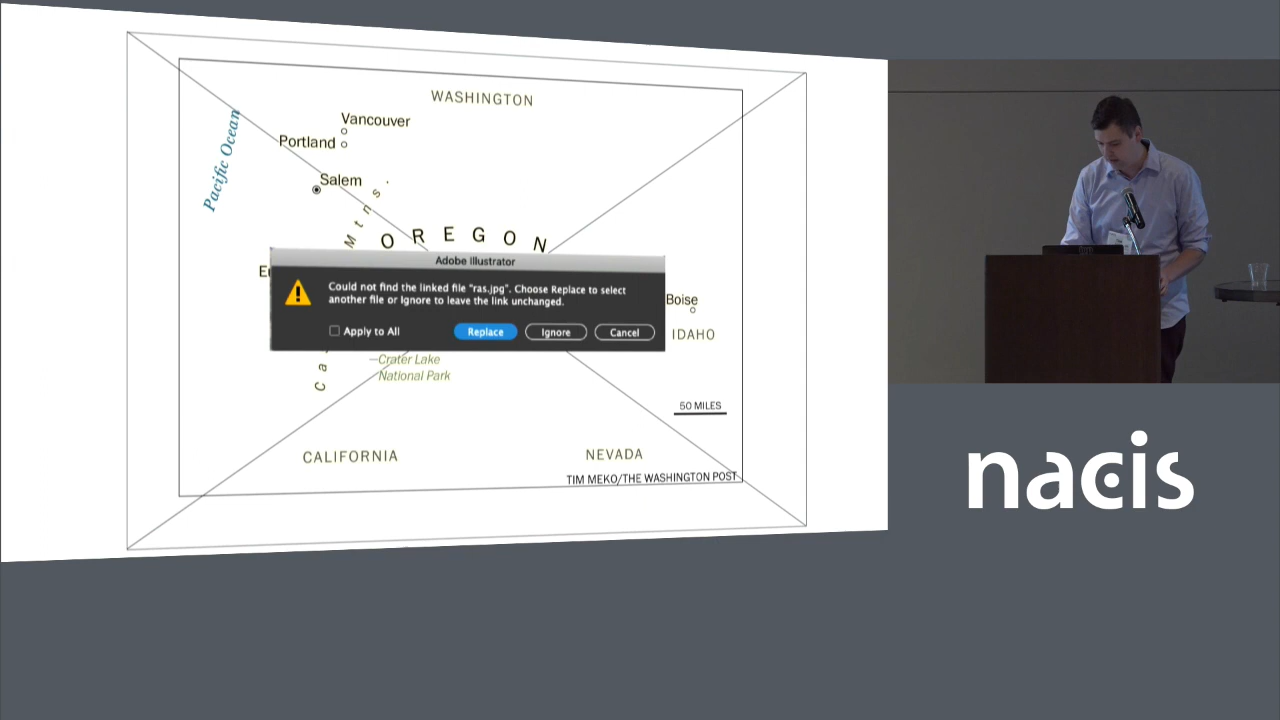 WASHINGTON
Vancouver
Portland
Salem
Pacific Ocean
Mtns.
OREGON
Adobe Illustrator
Could not find the linked file "ras.jpg". Choose Replace to select
another file or Ignore to leave the link unchanged.
Apply to All
Replace
Ignore
Cancel
Boise
IDAHO
Crater Lake
National Park
50 MILES
CALIFORNIA
NEVADA
TIM MEKO/THE WASHINGTON POST
nacis